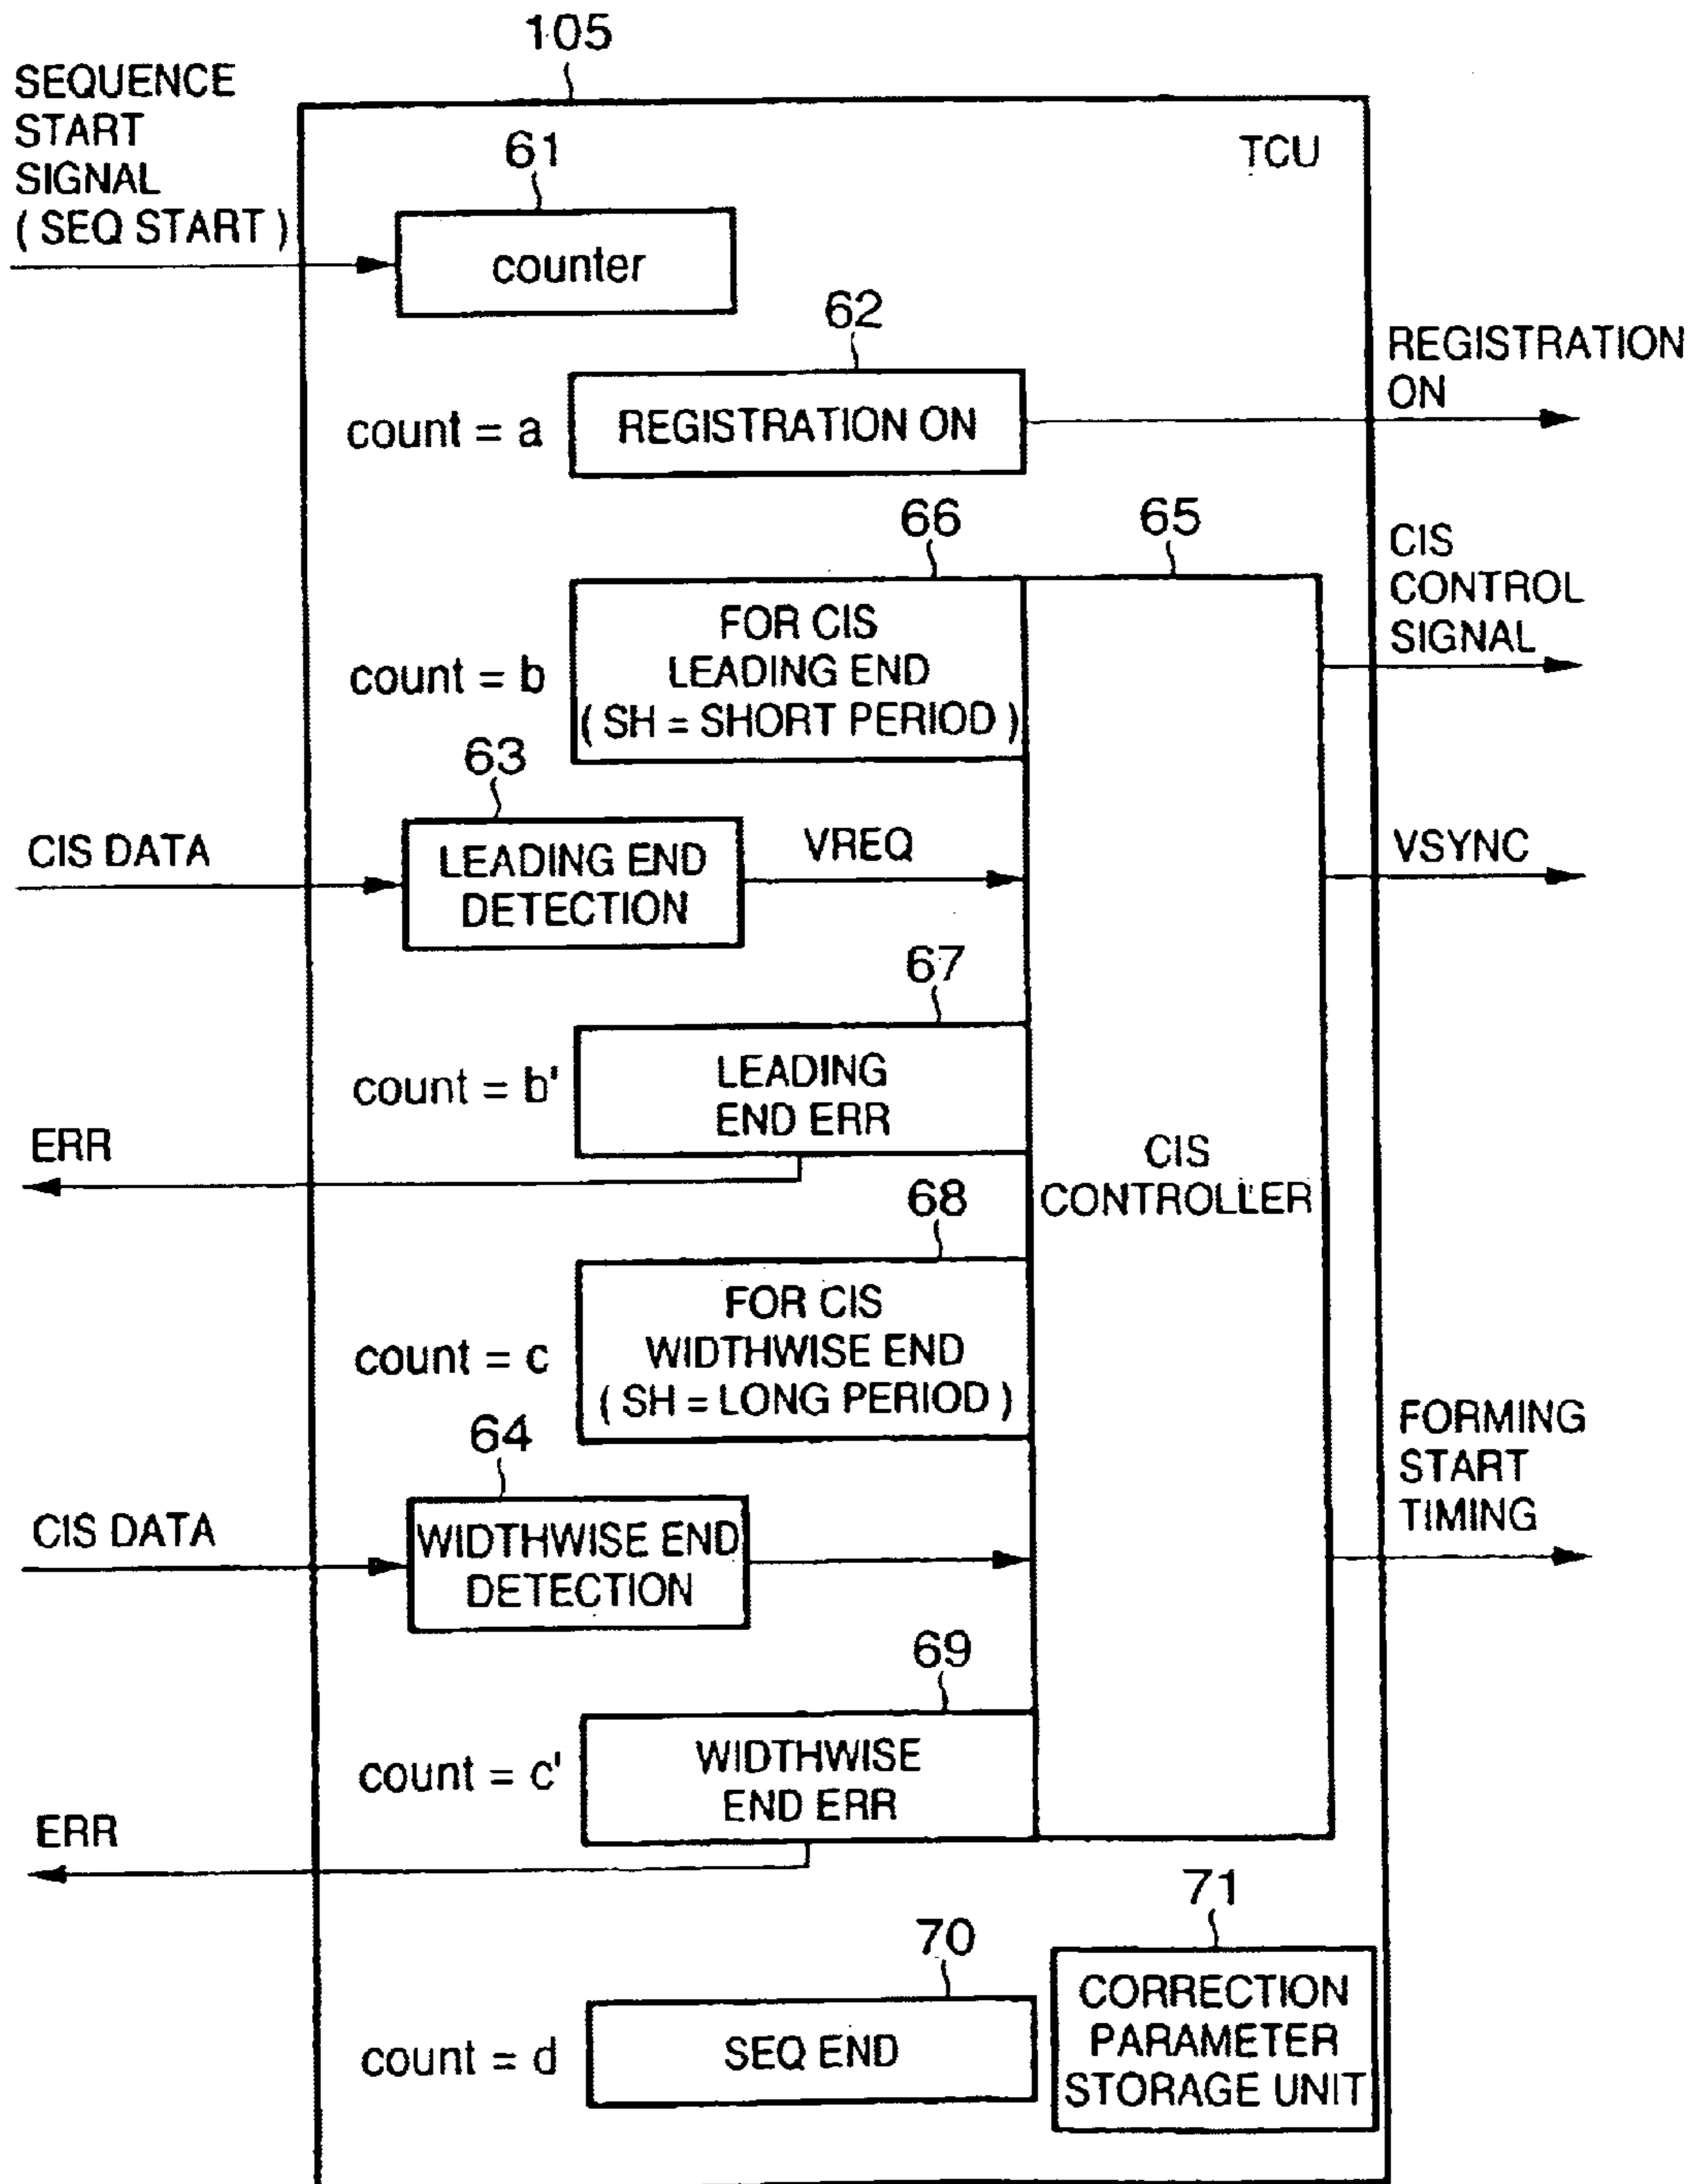 105
SEQUENCE
START
SIGNAL
( SEQ START )
TCU
61
counter
62
count = a
REGISTRATION ON
REGISTRATION
ON
66
65
count = b
FOR CIS
LEADING END
( SH = SHORT PERIOD )
CIS
CONTROL
SIGNAL
63
CIS DATA
LEADING END
DETECTION
VREQ
VSYNC
67
count = b'
LEADING
END ERR
ERR
CIS
CONTROLLER
68
count = c
FOR CIS
WIDTHWISE END
( SH = LONG PERIOD )
64
CIS DATA
WIDTHWISE END
DETECTION
FORMING
START
TIMING
69
count = c'
WIDTHWISE
END ERR
ERR
70
count = d
SEQ END
71
CORRECTION
PARAMETER
STORAGE UNIT